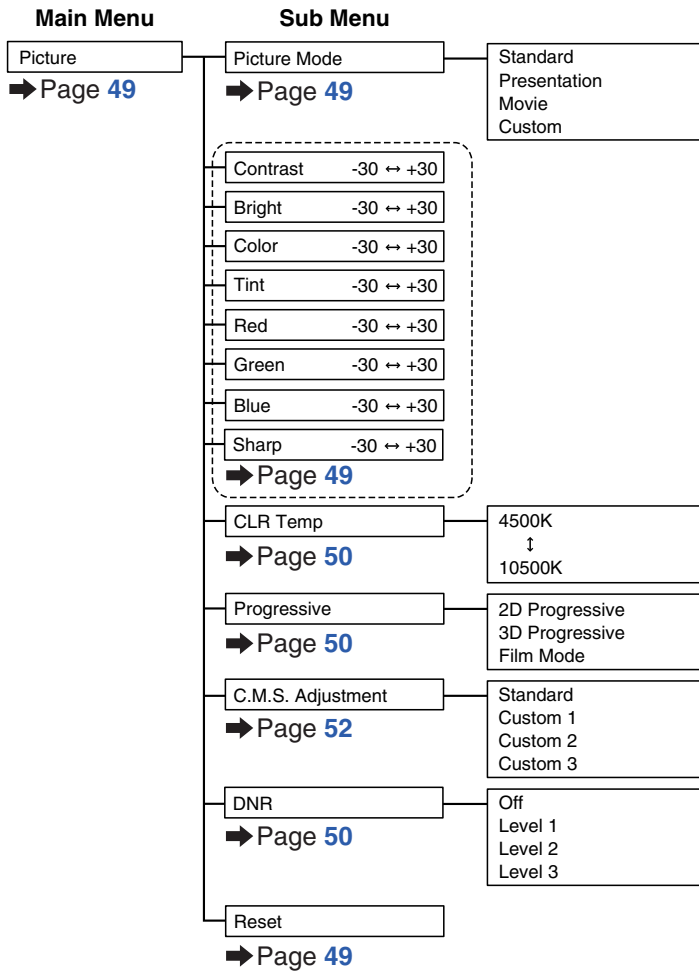 Main Menu
Sub Menu
Picture
➡ Page 49
Picture Mode
➡ Page 49
Standard
Presentation
Movie
Custom
Contrast -30 ↔ +30
Bright -30 ↔ +30
Color -30 ↔ +30
Tint -30 ↔ +30
Red -30 ↔ +30
Green -30 ↔ +30
Blue -30 ↔ +30
Sharp -30 ↔ +30
➡ Page 49
CLR Temp
➡ Page 50
4500K
↕
10500K
Progressive
➡ Page 50
2D Progressive
3D Progressive
Film Mode
C.M.S. Adjustment
➡ Page 52
Standard
Custom 1
Custom 2
Custom 3
DNR
➡ Page 50
Off
Level 1
Level 2
Level 3
Reset
➡ Page 49